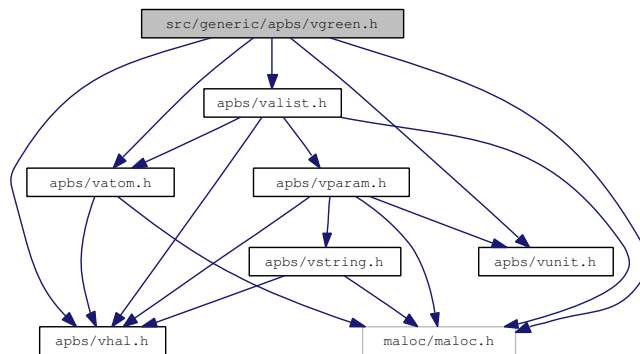 src/generic/apbs/vgreen.h
apbs/valist.h
apbs/vatom.h
apbs/vparam.h
apbs/vstring.h
apbs/vunit.h
apbs/vhal.h
maloc/maloc.h